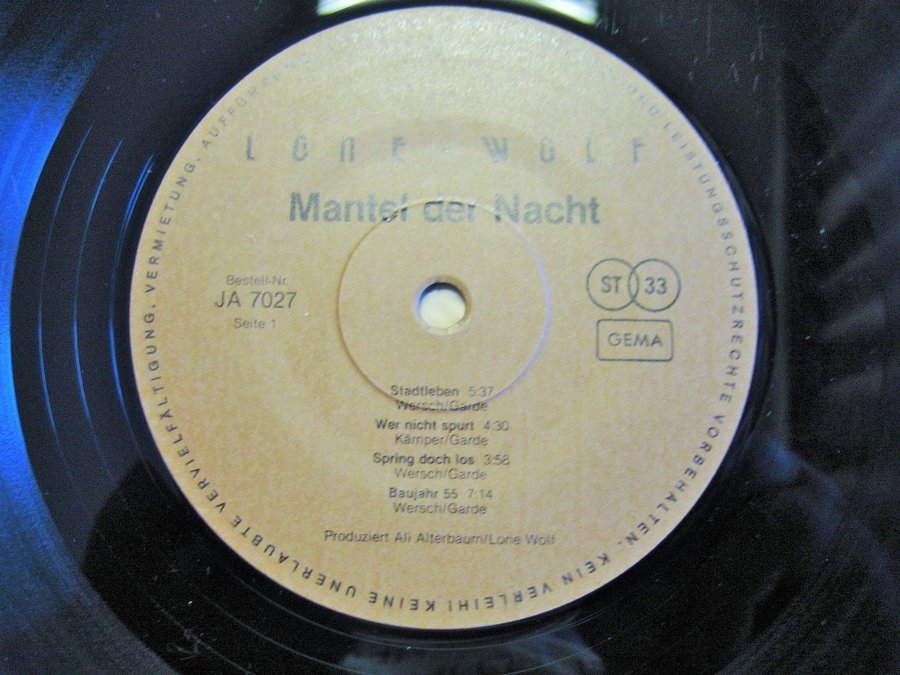 LONE WOLF
Mantel der Nacht
Bestell-Nr.
JA 7027
Seite 1
ST 33
GEMA
Stadtleben 5:37
Wersch/Garde
Wer nicht spurt 4:30
Kämper/Garde
Spring doch los 3:58
Wersch/Garde
Baujahr 55 7:14
Wersch/Garde
Produziert Ali Alterbaum/Lone Wolf
UND LEISTUNGSSCHUTZRECHTE VORBEHALTEN. KEIN VERLEIH! KEINE UNERLAUBTE VERVIELFÄLTIGUNG, VERMIETUNG, AUFFÜHRUNG